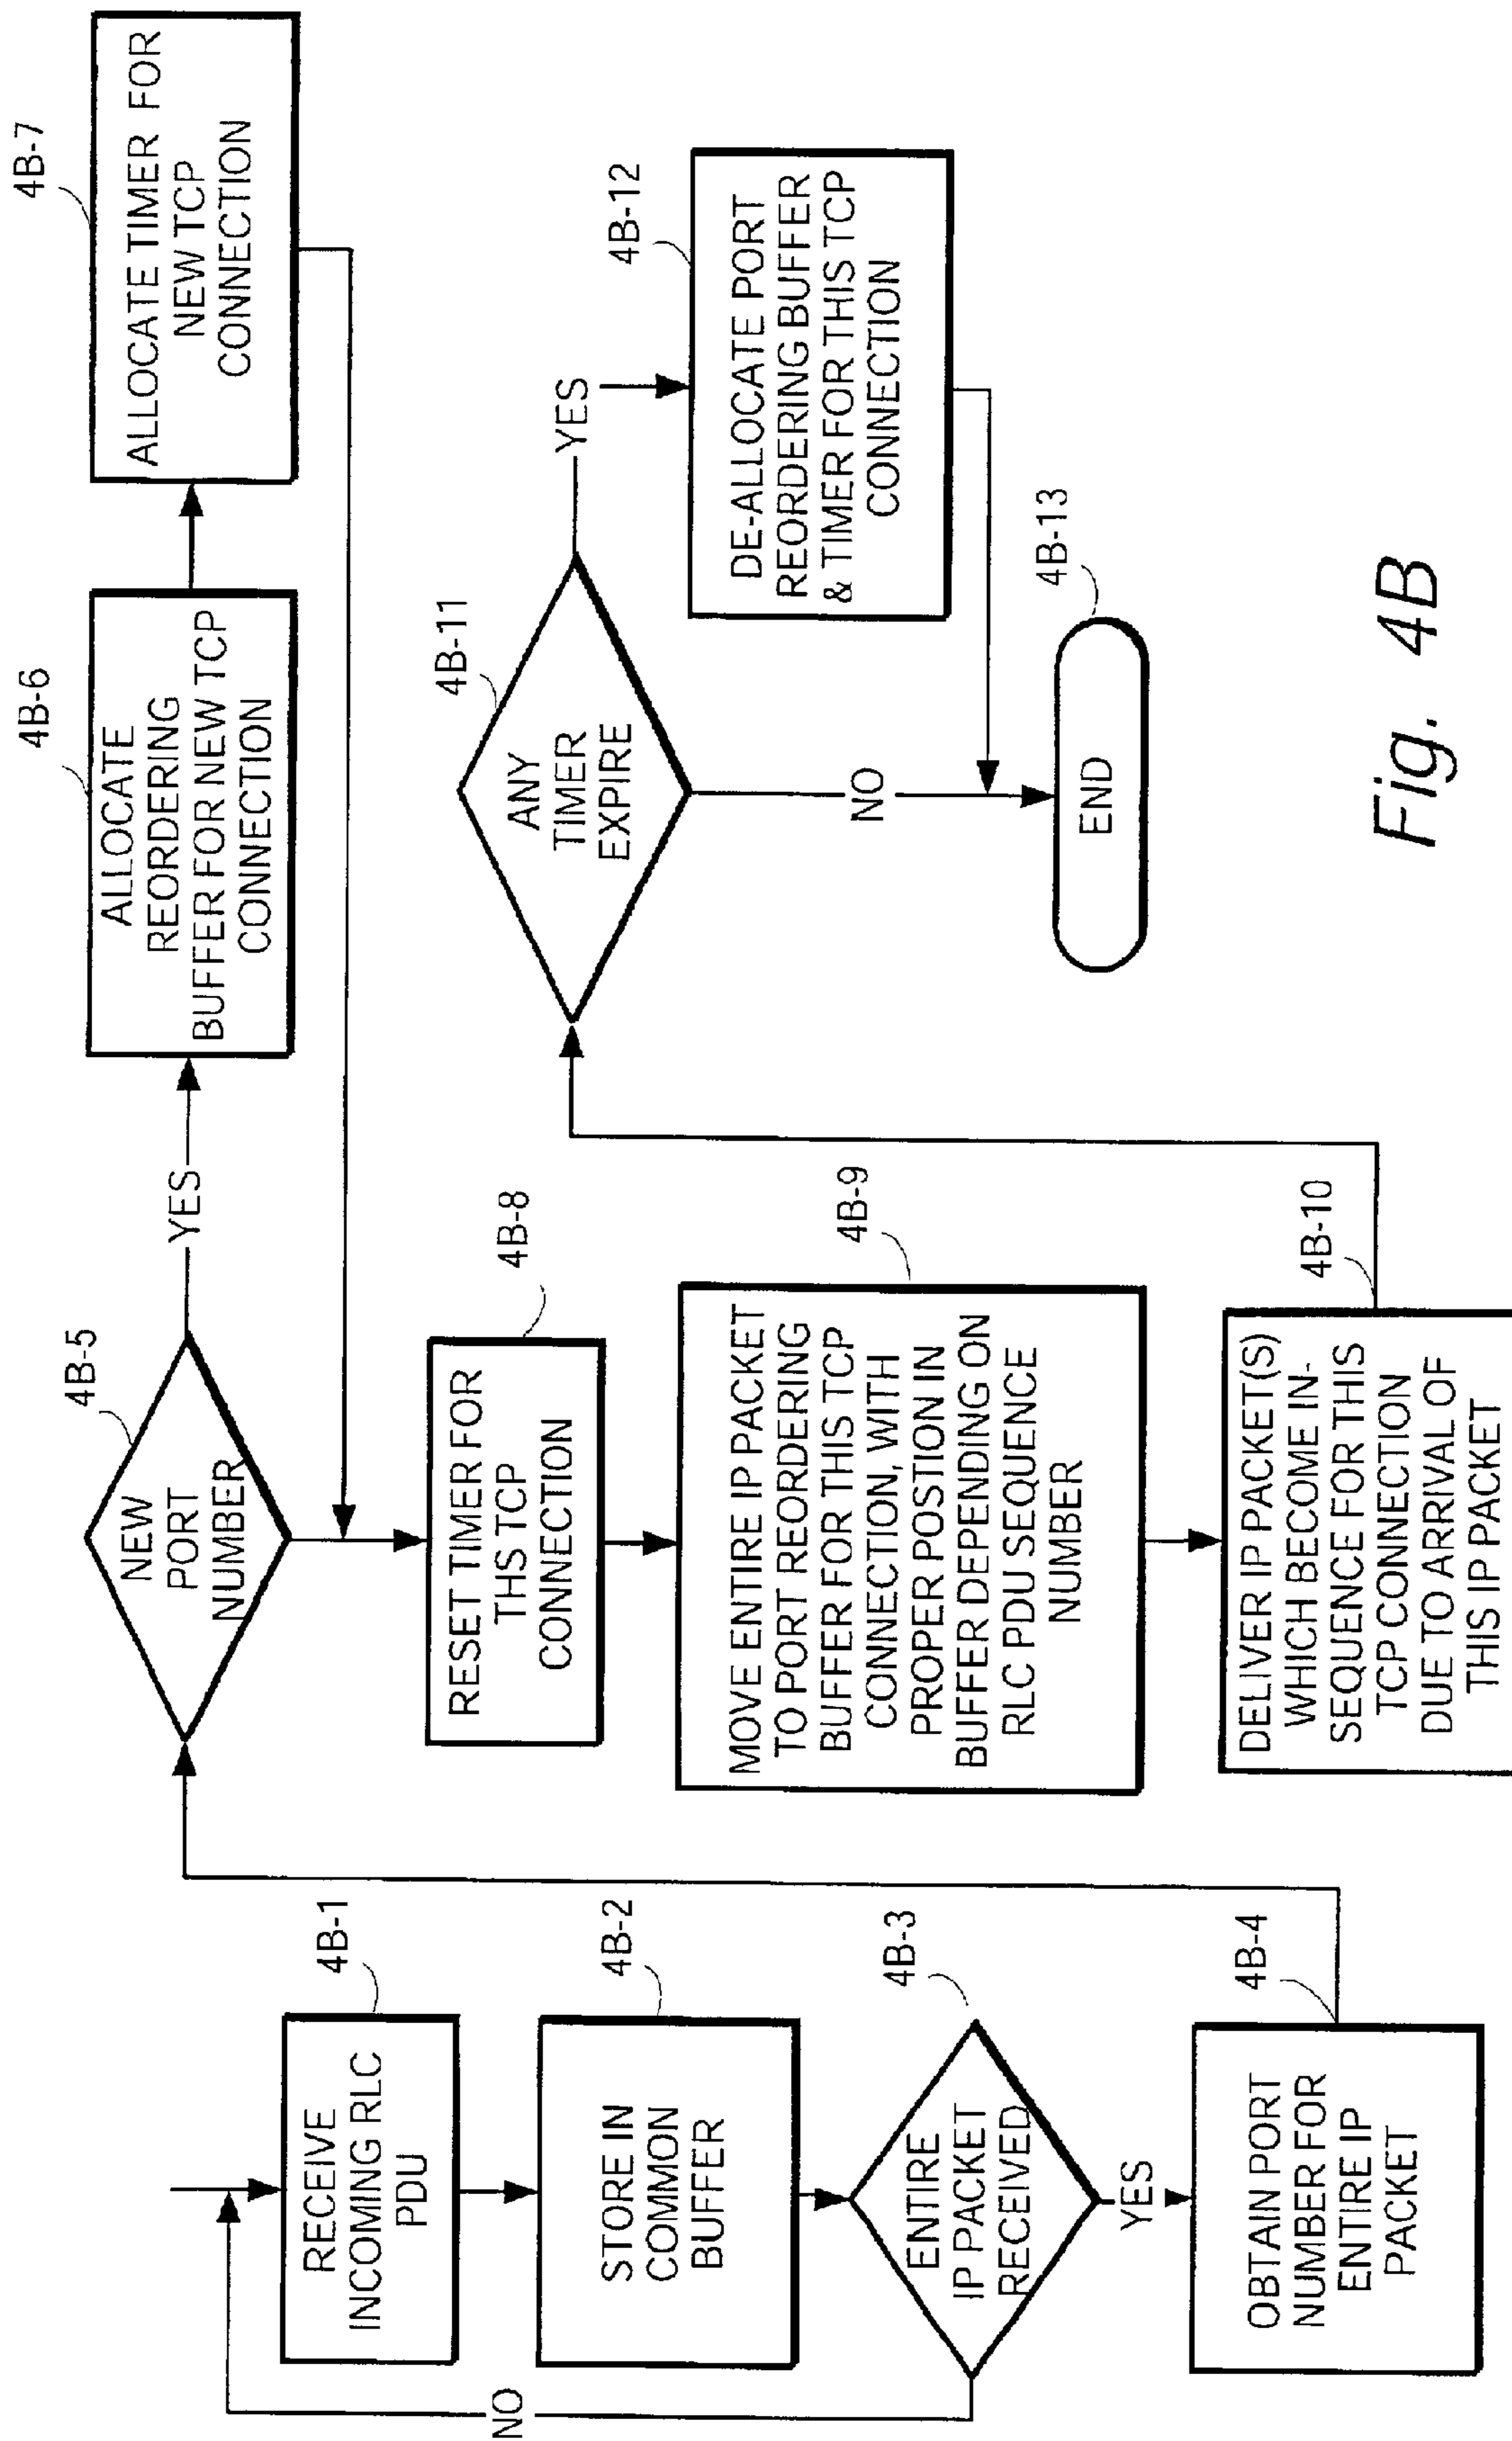 4B-1
RECEIVE
INCOMING RLC
PDU
4B-2
STORE IN
COMMON
BUFFER
4B-3
ENTIRE
IP PACKET
RECEIVED
NO
YES
4B-4
OBTAIN PORT
NUMBER FOR
ENTIRE IP
PACKET
4B-5
NEW
PORT
NUMBER
YES
4B-6
ALLOCATE
REORDERING
BUFFER FOR NEW TCP
CONNECTION
4B-7
ALLOCATE TIMER FOR
NEW TCP
CONNECTION
4B-8
RESET TIMER FOR
THS TCP
CONNECTION
4B-9
MOVE ENTIRE IP PACKET
TO PORT REORDERING
BUFFER FOR THIS TCP
CONNECTION, WITH
PROPER POSTION IN
BUFFER DEPENDING ON
RLC PDU SEQUENCE
NUMBER
4B-10
DELIVER IP PACKET(S)
WHICH BECOME IN-
SEQUENCE FOR THIS
TCP CONNECTION
DUE TO ARRIVAL OF
THIS IP PACKET
4B-11
ANY
TIMER
EXPIRE
YES
NO
4B-12
DE-ALLOCATE PORT
REORDERING BUFFER
& TIMER FOR THIS TCP
CONNECTION
4B-13
END
Fig. 4B